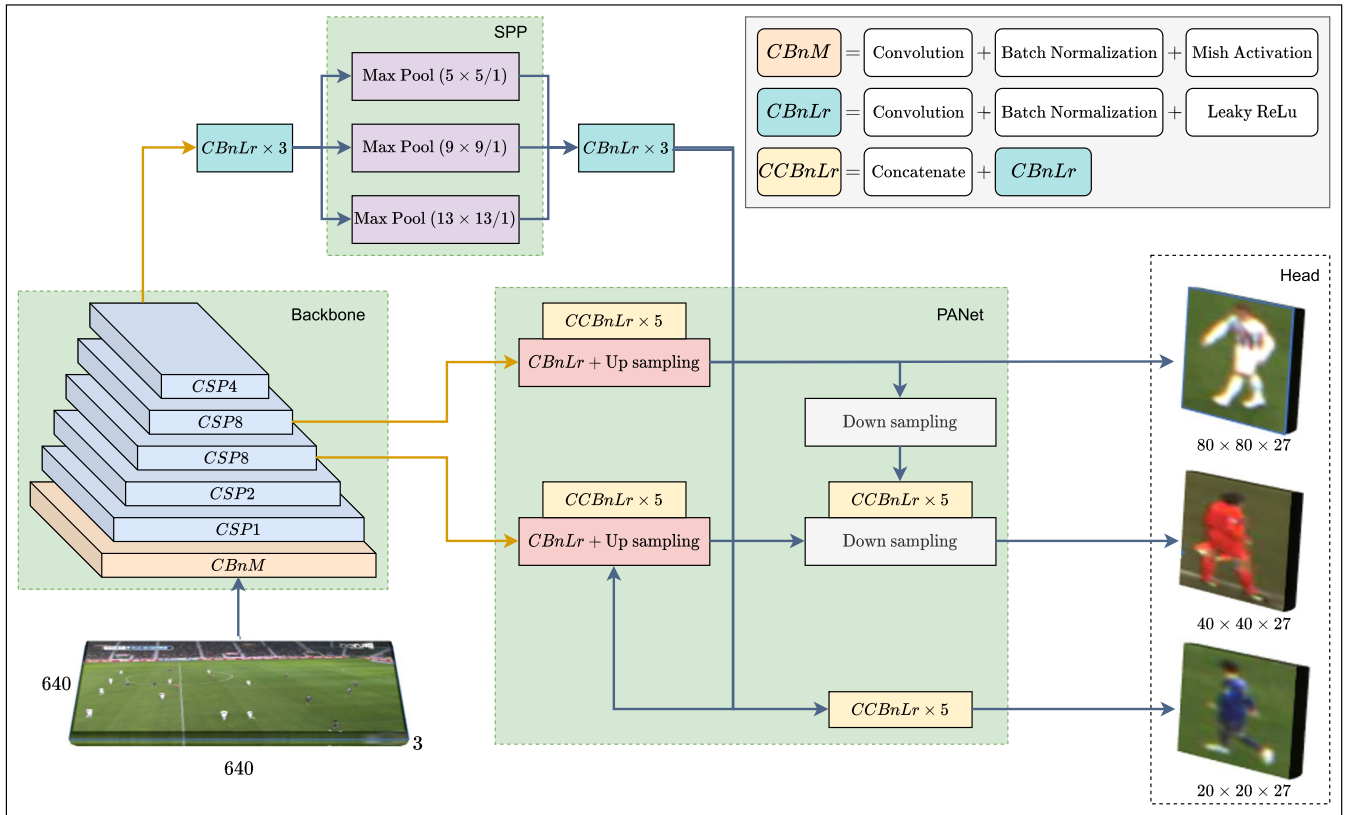 SPP
Max Pool (5 × 5/1)
Max Pool (9 × 9/1)
Max Pool (13 × 13/1)
CBnLr × 3
CBnLr × 3
CBnM = Convolution + Batch Normalization + Mish Activation
CBnLr = Convolution + Batch Normalization + Leaky ReLu
CCBnLr = Concatenate + CBnLr
Backbone
CSP4
CSP8
CSP8
CSP2
CSP1
CBnM
640
640
3
PANet
CCBnLr × 5
CBnLr + Up sampling
Down sampling
CCBnLr × 5
CBnLr + Up sampling
CCBnLr × 5
Down sampling
CCBnLr × 5
Head
80 × 80 × 27
40 × 40 × 27
20 × 20 × 27